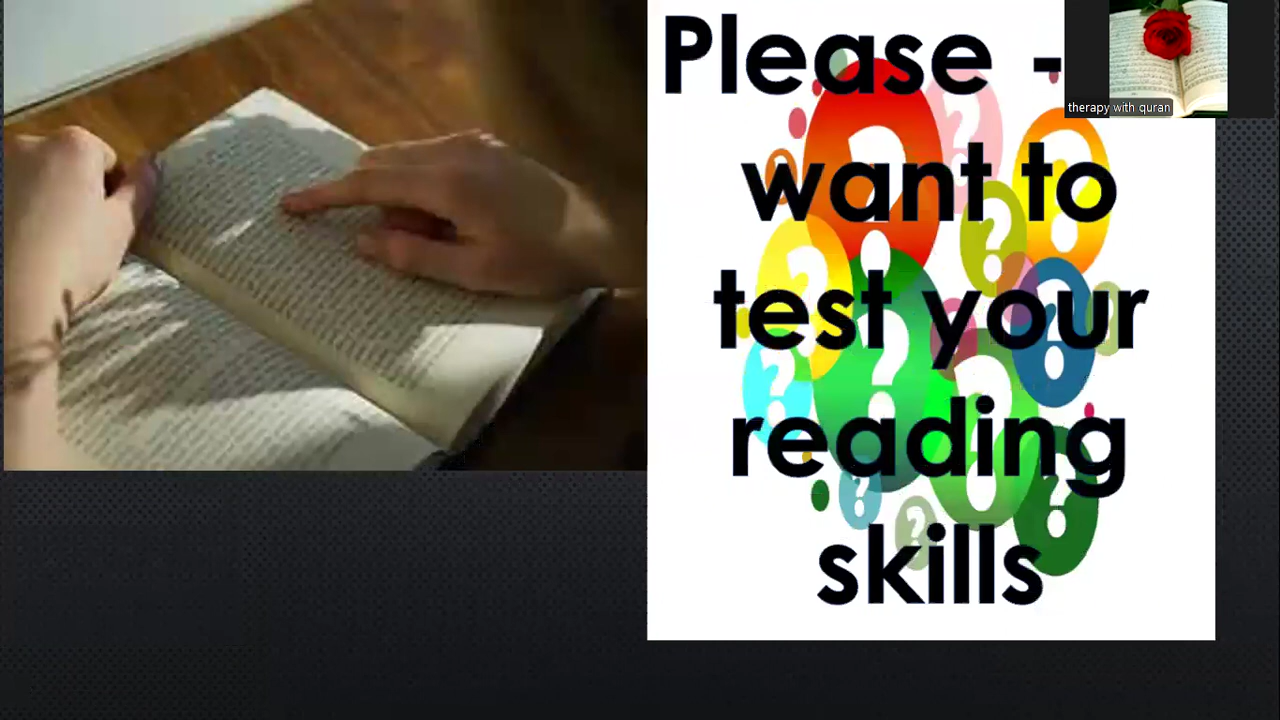 Please -
want to
test your
reading
skills
therapy with quran